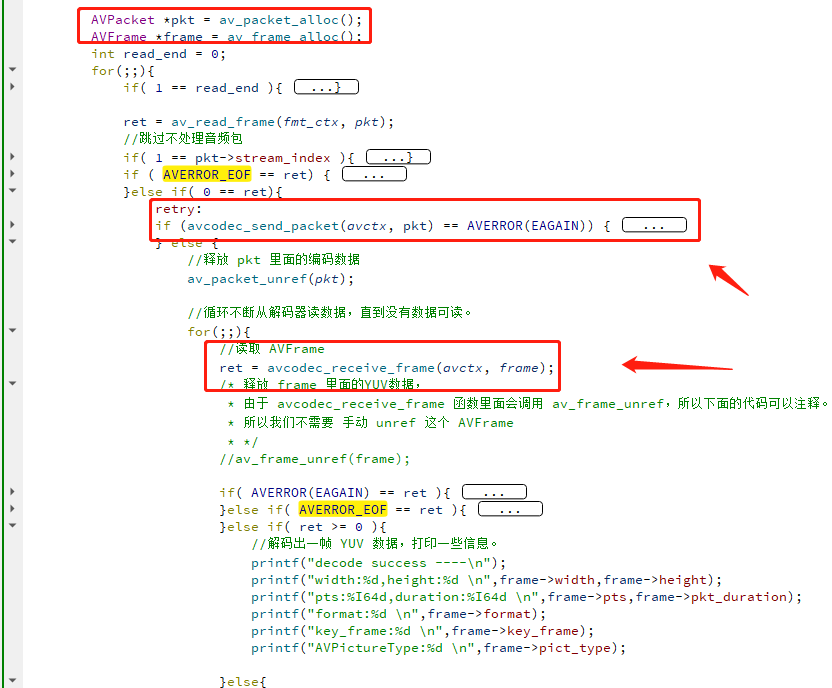 AVPacket *pkt = av_packet_alloc();
AVFrame *frame = av_frame_alloc();
int read_end = 0;
for(;;){
if( 1 == read_end ){ ...}
ret = av_read_frame(fmt_ctx, pkt);
//跳过不处理音频包
if( 1 == pkt->stream_index ){ ...}
if ( AVERROR_EOF == ret) { ...
}else if( 0 == ret){
retry:
if (avcodec_send_packet(avctx, pkt) == AVERROR(EAGAIN)) { ...
} else {
//释放 pkt 里面的编码数据
av_packet_unref(pkt);
//循环不断从解码器读数据，直到没有数据可读。
for(;;){
//读取 AVFrame
ret = avcodec_receive_frame(avctx, frame);
/* 释放 frame 里面的YUV数据，
* 由于 avcodec_receive_frame 函数里面会调用 av_frame_unref，所以下面的代码可以注释。
* 所以我们不需要 手动 unref 这个 AVFrame
* */
//av_frame_unref(frame);
if( AVERROR(EAGAIN) == ret ){ ...
}else if( AVERROR_EOF == ret ){ ...
}else if( ret >= 0 ){
//解码出一帧 YUV 数据，打印一些信息。
printf("decode success ----\n");
printf("width:%d,height:%d \n",frame->width,frame->height);
printf("pts:%I64d,duration:%I64d \n",frame->pts,frame->pkt_duration);
printf("format:%d \n",frame->format);
printf("key_frame:%d \n",frame->key_frame);
printf("AVPictureType:%d \n",frame->pict_type);
}else{